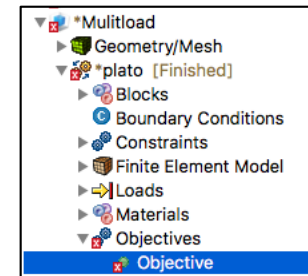 *Mulitload
Geometry/Mesh
*plato [Finished]
Blocks
C Boundary Conditions
Constraints
Finite Element Model
Loads
Materials
Objectives
Objective